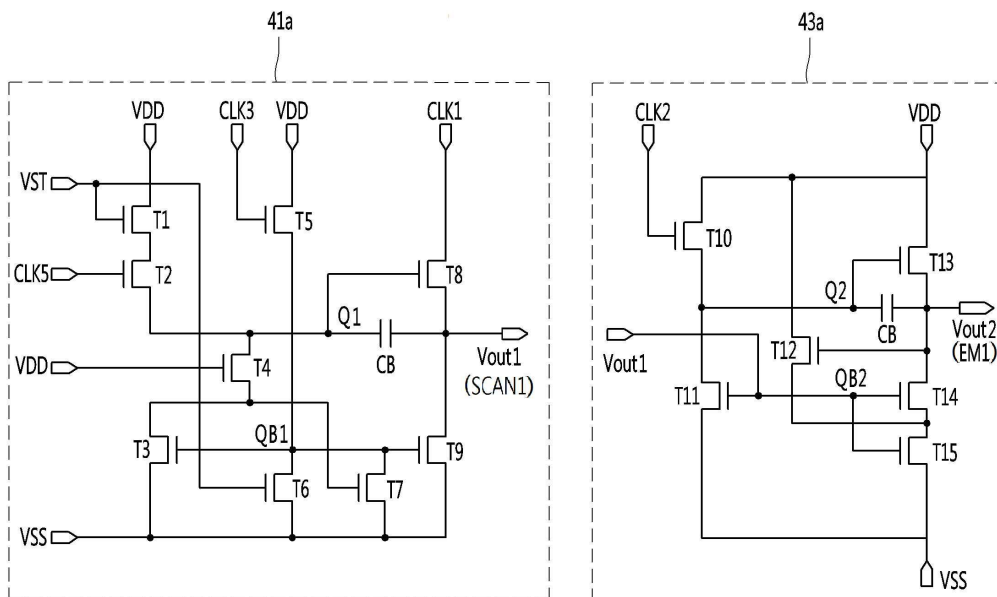 41a
43a
VDD
CLK3
VDD
CLK1
CLK2
VDD
VST
T1
T5
T10
CLK5
T2
T8
T13
Q1
CB
Q2
CB
Vout1
(SCAN1)
Vout2
(EM1)
VDD
T4
Vout1
T12
T3
QB1
T9
T11
QB2
T14
T6
T7
T15
VSS
VSS